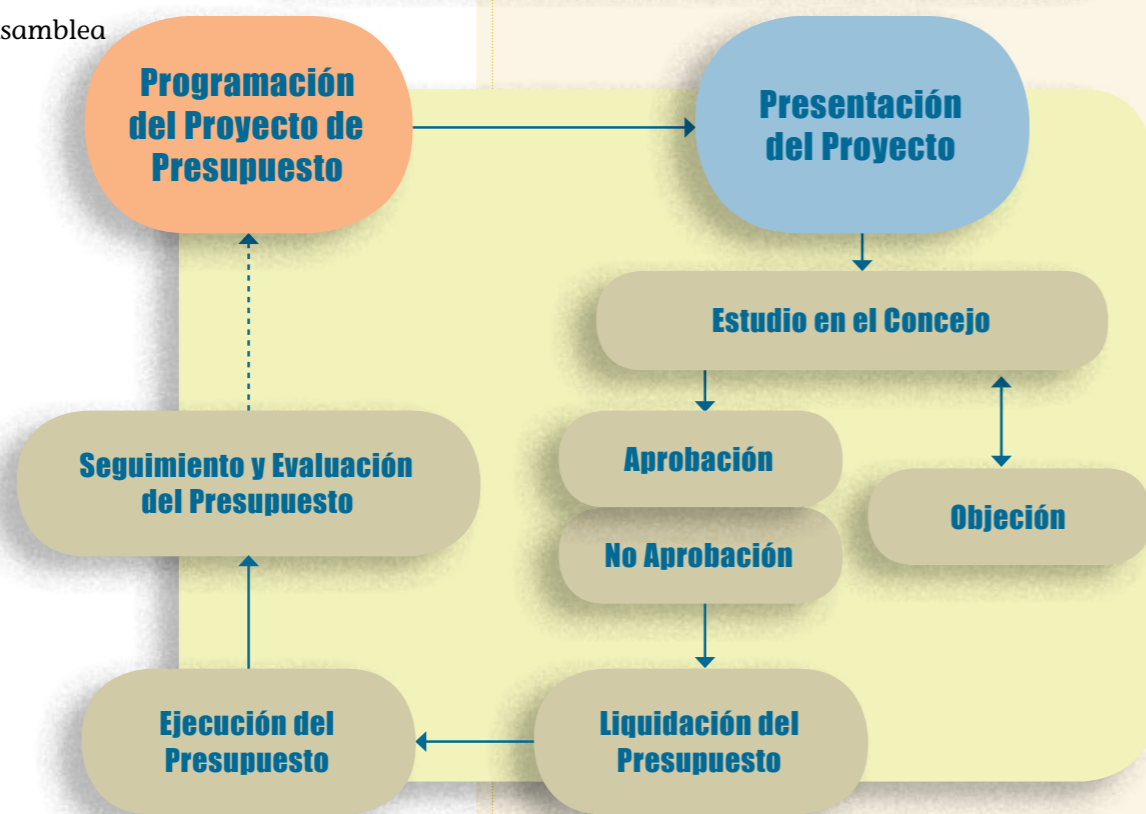 samblea
Programación
del Proyecto de
Presupuesto
Presentación
del Proyecto
Estudio en el Concejo
Aprobación
No Aprobación
Objeción
Seguimiento y Evaluación
del Presupuesto
Ejecución del
Presupuesto
Liquidación del
Presupuesto